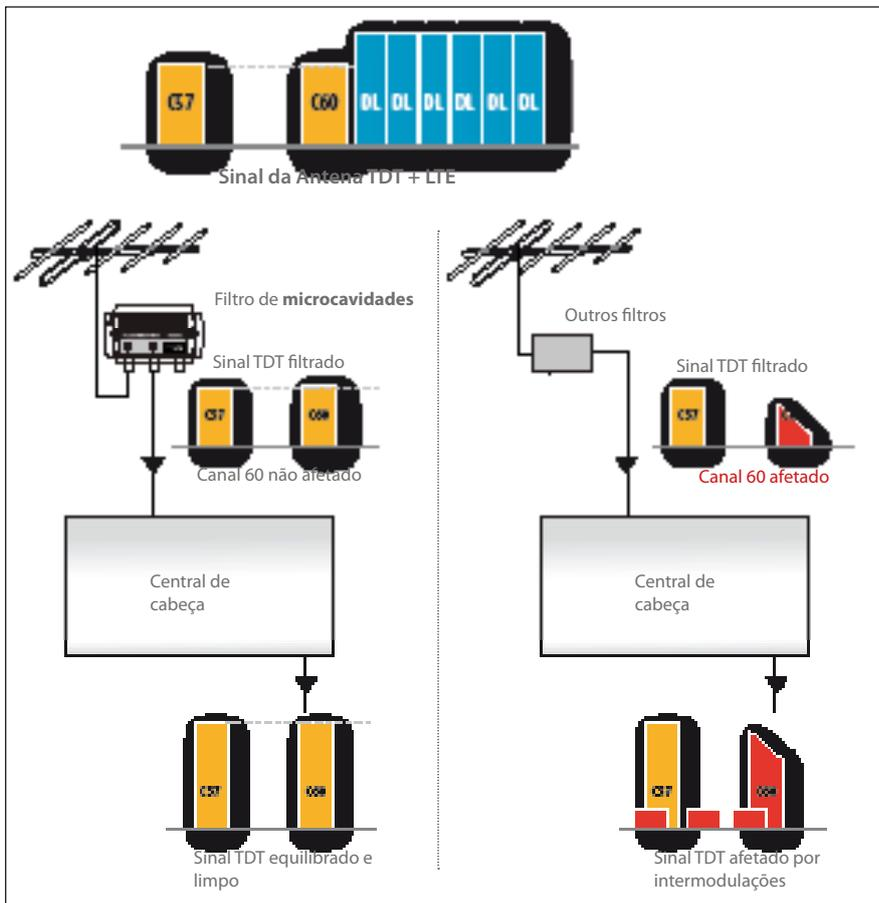 C57
C60
DL DL DL DL DL DL
Sinal da Antena TDT + LTE
Filtro de microcavidades
Sinal TDT filtrado
C57
C60
Canal 60 não afetado
Central de
cabeça
C57
C60
Sinal TDT equilibrado e
limpo
Outros filtros
Sinal TDT filtrado
C57
Canal 60 afetado
Central de
cabeça
C57
C60
Sinal TDT afetado por
intermodulações